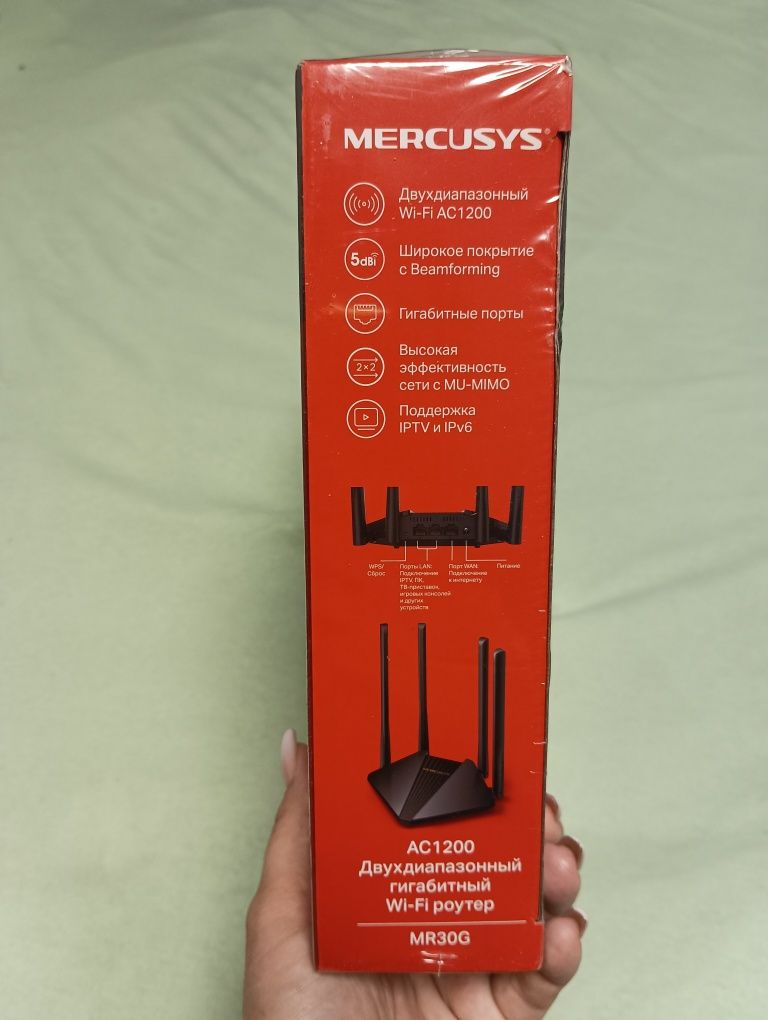 MERCUSYS®
Двухдиапазонный
Wi-Fi AC1200
5dBi
Широкое покрытие
с Beamforming
Гигабитные порты
2×2
Высокая
эффективность
сети с MU-MIMO
Поддержка
IPTV и IPv6
WPS/
Сброс
Порты LAN:
Подключение
IPTV, ПК,
ТВ-приставок,
игровых консолей
и других
устройств
Порт WAN:
Подключение
к интернету
Питание
MERCUSYS
AC1200
Двухдиапазонный
гигабитный
Wi-Fi роутер
MR30G